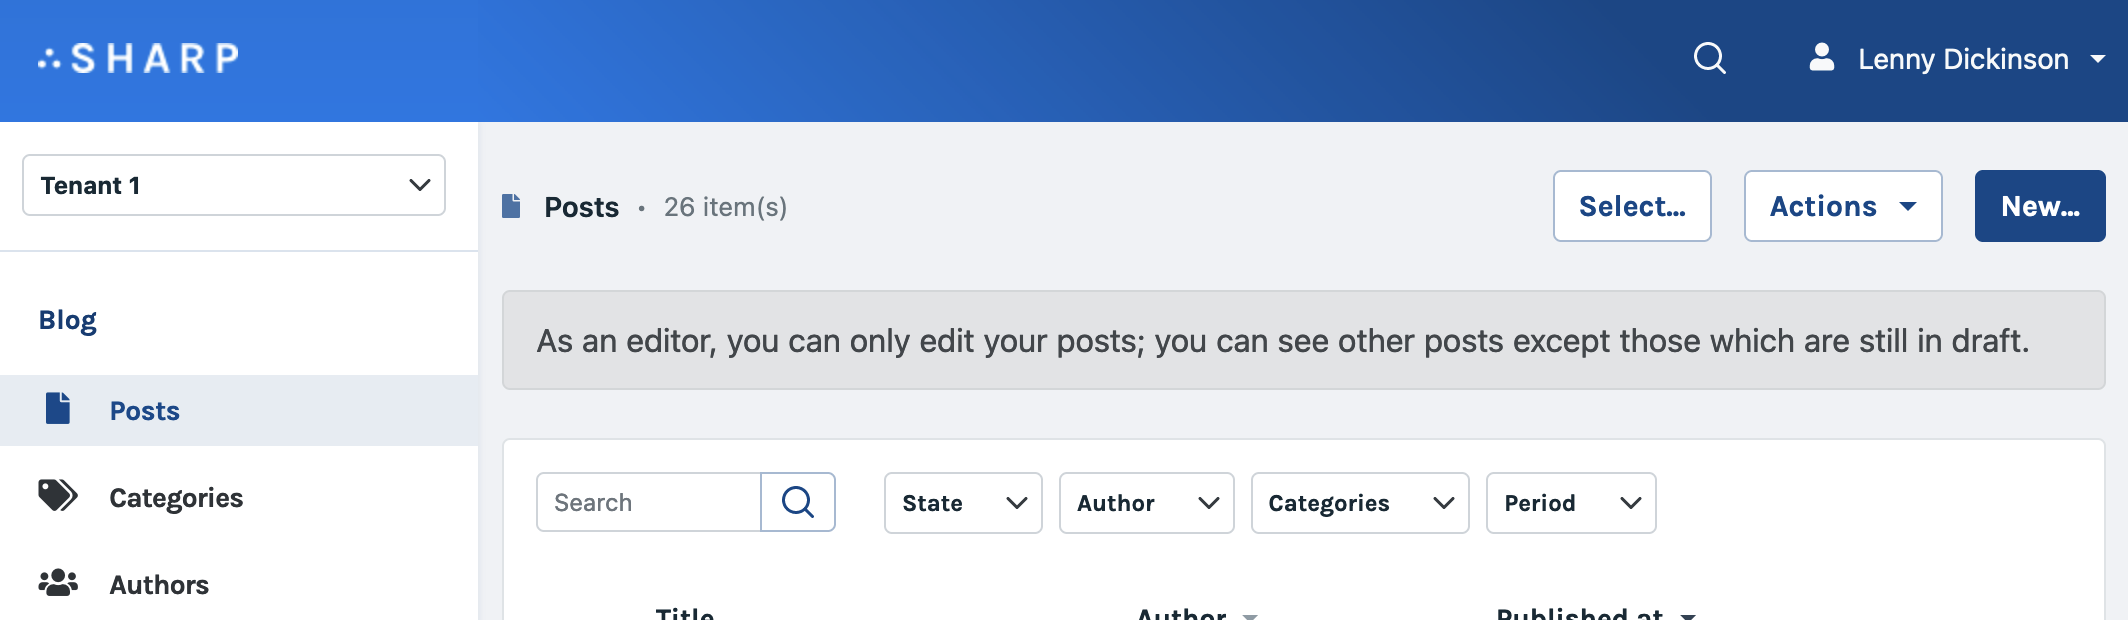 SHARP
Lenny Dickinson
Tenant 1
Posts • 26 item(s)
Select...
Actions
New...
Blog
As an editor, you can only edit your posts; you can see other posts except those which are still in draft.
Posts
Search
State
Author
Categories
Period
Categories
Authors
Title
Author
Published at